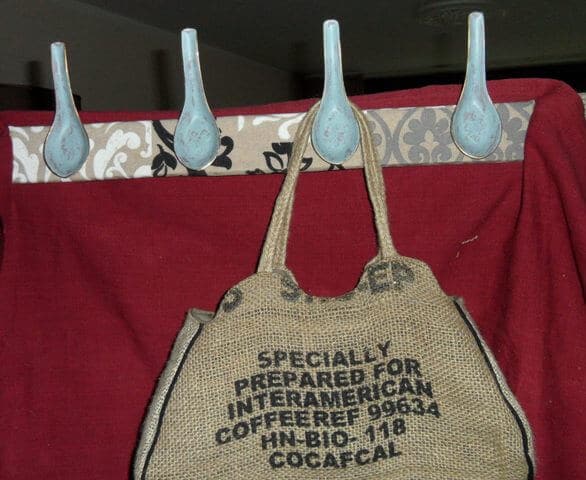 SPECIALLY
PREPARED FOR
INTERAMERICAN
COFFEEREF 99634
HN-BIO- 118
COCAFCAL